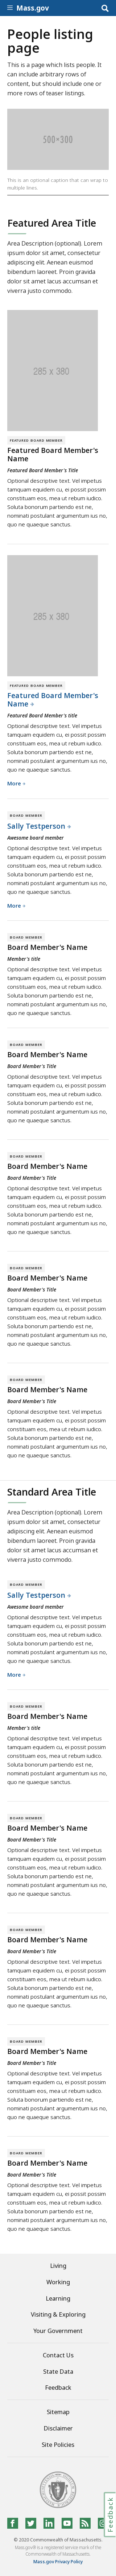 Mass.gov
People listing
page
This is a page which lists people. It
can include arbitrary rows of
content, but should include one or
more rows of teaser listings.
500×300
This is an optional caption that can wrap to
multiple lines.
Featured Area Title
Area Description (optional). Lorem
ipsum dolor sit amet, consectetur
adipiscing elit. Aenean euismod
bibendum laoreet. Proin gravida
dolor sit amet lacus accumsan et
viverra justo commodo.
285 x 380
FEATURED BOARD MEMBER
Featured Board Member's
Name
Featured Board Member's Title
Optional descriptive text. Vel impetus
tamquam equidem cu, ei possit possim
constituam eos, mea ut rebum iudico.
Soluta bonorum partiendo est ne,
nominati postulant argumentum ius no,
quo ne quaeque sanctus.
285 x 380
FEATURED BOARD MEMBER
Featured Board Member's
Name
Featured Board Member's title
Optional descriptive text. Vel impetus
tamquam equidem cu, ei possit possim
constituam eos, mea ut rebum iudico.
Soluta bonorum partiendo est ne,
nominati postulant argumentum ius no,
quo ne quaeque sanctus.
More
BOARD MEMBER
Sally Testperson
Awesome board member
Optional descriptive text. Vel impetus
tamquam equidem cu, ei possit possim
constituam eos, mea ut rebum iudico.
Soluta bonorum partiendo est ne,
nominati postulant argumentum ius no,
quo ne quaeque sanctus.
More
BOARD MEMBER
Board Member's Name
Member's title
Optional descriptive text. Vel impetus
tamquam equidem cu, ei possit possim
constituam eos, mea ut rebum iudico.
Soluta bonorum partiendo est ne,
nominati postulant argumentum ius no,
quo ne quaeque sanctus.
BOARD MEMBER
Board Member's Name
Board Member's Title
Optional descriptive text. Vel impetus
tamquam equidem cu, ei possit possim
constituam eos, mea ut rebum iudico.
Soluta bonorum partiendo est ne,
nominati postulant argumentum ius no,
quo ne quaeque sanctus.
BOARD MEMBER
Board Member's Name
Board Member's Title
Optional descriptive text. Vel impetus
tamquam equidem cu, ei possit possim
constituam eos, mea ut rebum iudico.
Soluta bonorum partiendo est ne,
nominati postulant argumentum ius no,
quo ne quaeque sanctus.
BOARD MEMBER
Board Member's Name
Board Member's Title
Optional descriptive text. Vel impetus
tamquam equidem cu, ei possit possim
constituam eos, mea ut rebum iudico.
Soluta bonorum partiendo est ne,
nominati postulant argumentum ius no,
quo ne quaeque sanctus.
BOARD MEMBER
Board Member's Name
Board Member's Title
Optional descriptive text. Vel impetus
tamquam equidem cu, ei possit possim
constituam eos, mea ut rebum iudico.
Soluta bonorum partiendo est ne,
nominati postulant argumentum ius no,
quo ne quaeque sanctus.
Standard Area Title
Area Description (optional). Lorem
ipsum dolor sit amet, consectetur
adipiscing elit. Aenean euismod
bibendum laoreet. Proin gravida
dolor sit amet lacus accumsan et
viverra justo commodo.
BOARD MEMBER
Sally Testperson
Awesome board member
Optional descriptive text. Vel impetus
tamquam equidem cu, ei possit possim
constituam eos, mea ut rebum iudico.
Soluta bonorum partiendo est ne,
nominati postulant argumentum ius no,
quo ne quaeque sanctus.
More
BOARD MEMBER
Board Member's Name
Member's title
Optional descriptive text. Vel impetus
tamquam equidem cu, ei possit possim
constituam eos, mea ut rebum iudico.
Soluta bonorum partiendo est ne,
nominati postulant argumentum ius no,
quo ne quaeque sanctus.
BOARD MEMBER
Board Member's Name
Board Member's Title
Optional descriptive text. Vel impetus
tamquam equidem cu, ei possit possim
constituam eos, mea ut rebum iudico.
Soluta bonorum partiendo est ne,
nominati postulant argumentum ius no,
quo ne quaeque sanctus.
BOARD MEMBER
Board Member's Name
Board Member's Title
Optional descriptive text. Vel impetus
tamquam equidem cu, ei possit possim
constituam eos, mea ut rebum iudico.
Soluta bonorum partiendo est ne,
nominati postulant argumentum ius no,
quo ne quaeque sanctus.
BOARD MEMBER
Board Member's Name
Board Member's Title
Optional descriptive text. Vel impetus
tamquam equidem cu, ei possit possim
constituam eos, mea ut rebum iudico.
Soluta bonorum partiendo est ne,
nominati postulant argumentum ius no,
quo ne quaeque sanctus.
BOARD MEMBER
Board Member's Name
Board Member's Title
Optional descriptive text. Vel impetus
tamquam equidem cu, ei possit possim
constituam eos, mea ut rebum iudico.
Soluta bonorum partiendo est ne,
nominati postulant argumentum ius no,
quo ne quaeque sanctus.
Living
Working
Learning
Visiting & Exploring
Your Government
Contact Us
State Data
Feedback
Sitemap
Disclaimer
Site Policies
Feedback
© 2020 Commonwealth of Massachusetts.
Mass.gov® is a registered service mark of the
Commonwealth of Massachusetts.
Mass.gov Privacy Policy